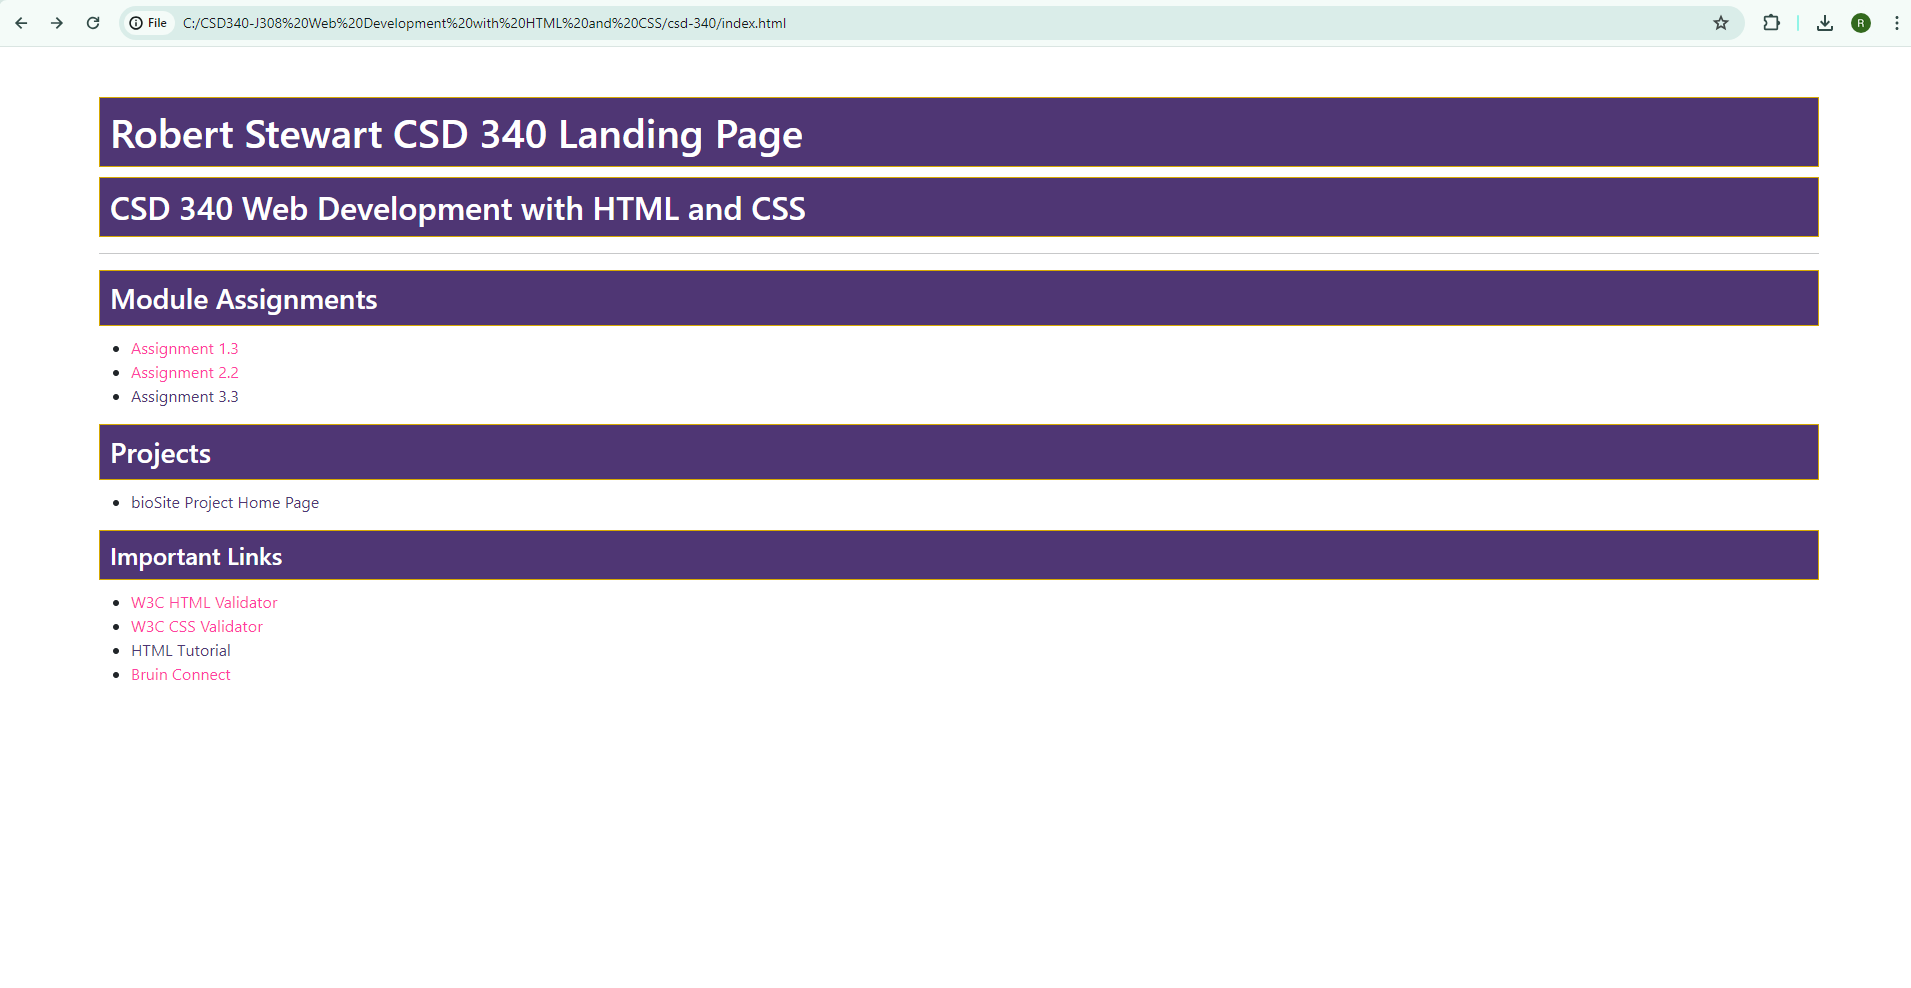 File C:/CSD340-J308%20Web%20Development%20with%20HTML%20and%20CSS/csd-340/index.html
R
Robert Stewart CSD 340 Landing Page
CSD 340 Web Development with HTML and CSS
Module Assignments
Assignment 1.3
Assignment 2.2
Assignment 3.3
Projects
bioSite Project Home Page
Important Links
W3C HTML Validator
W3C CSS Validator
HTML Tutorial
Bruin Connect